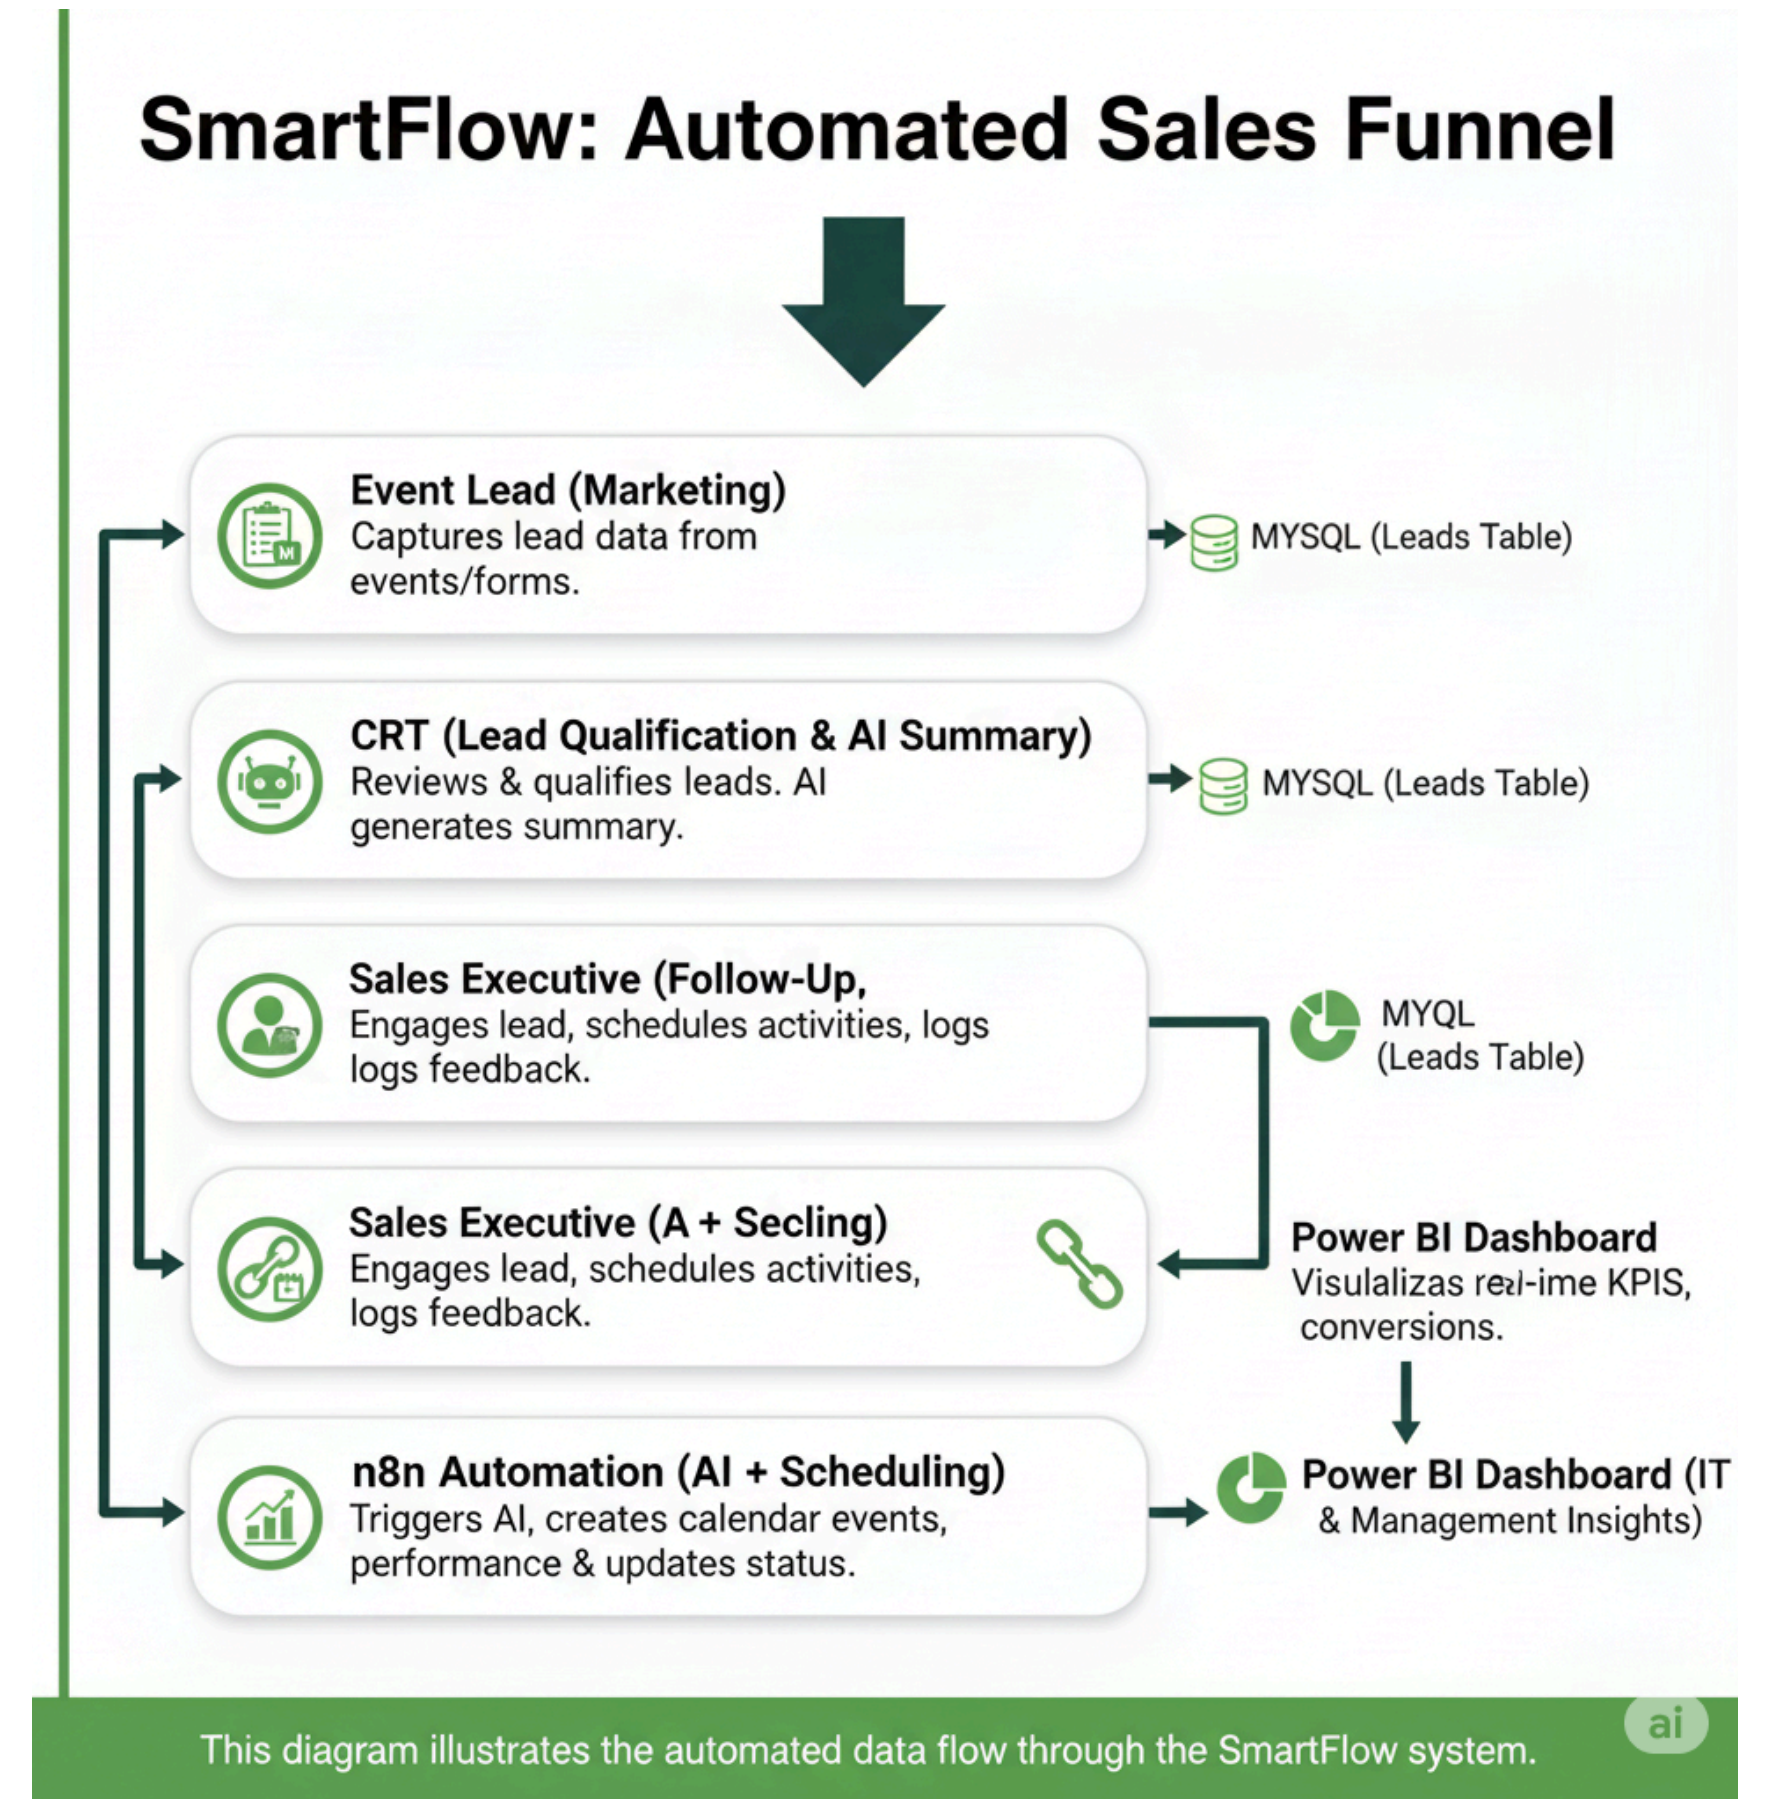 SmartFlow: Automated Sales Funnel
Event Lead (Marketing)
Captures lead data from
events/forms.
MYSQL (Leads Table)
CRT (Lead Qualification & AI Summary)
Reviews & qualifies leads. AI
generates summary.
MYSQL (Leads Table)
Sales Executive (Follow-Up,
Engages lead, schedules activities, logs
logs feedback.
MYQL
(Leads Table)
Sales Executive (A + Secling)
Engages lead, schedules activities,
logs feedback.
Power BI Dashboard
Visulalizas KPIS,
conversions.
n8n Automation (AI + Scheduling)
Triggers AI, creates calendar events,
performance & updates status.
Power BI Dashboard (IT
& Management Insights)
This diagram illustrates the automated data flow through the SmartFlow system.
ai